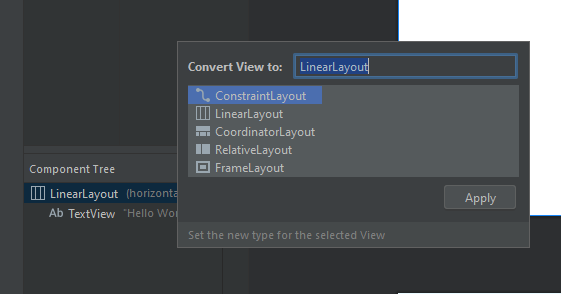 Convert View to: LinearLayout
ConstraintLayout
LinearLayout
CoordinatorLayout
RelativeLayout
FrameLayout
Apply
Set the new type for the selected View
Component Tree
LinearLayout (horizonta
Ab TextView "Hello Wor